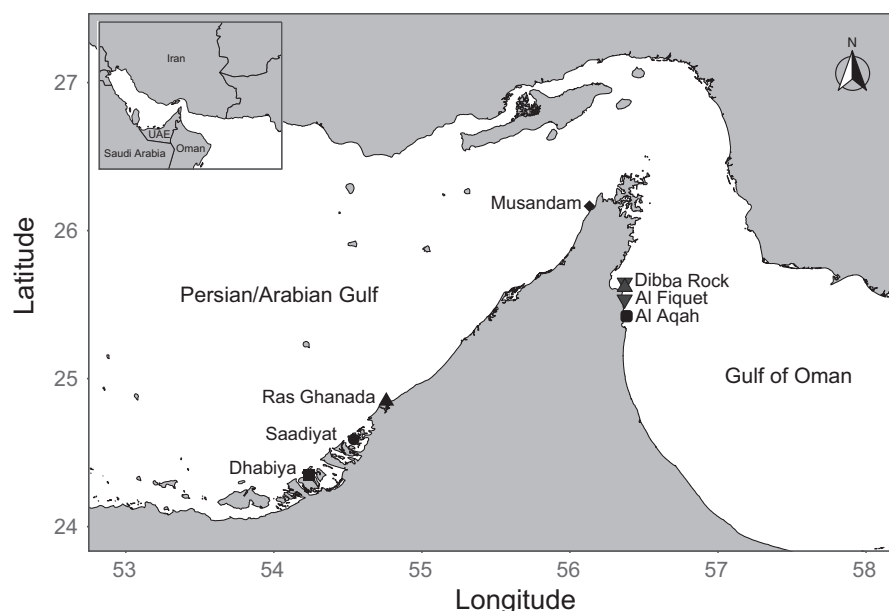 Iran
UAE
Saudi Arabia
Oman
N
27
26
25
24
Latitude
Musandam
Dibba Rock
Al Fiquet
Al Aqah
Persian/Arabian Gulf
Gulf of Oman
Ras Ghanada
Saadiyat
Dhabiya
53 54 55 56 57 58
Longitude